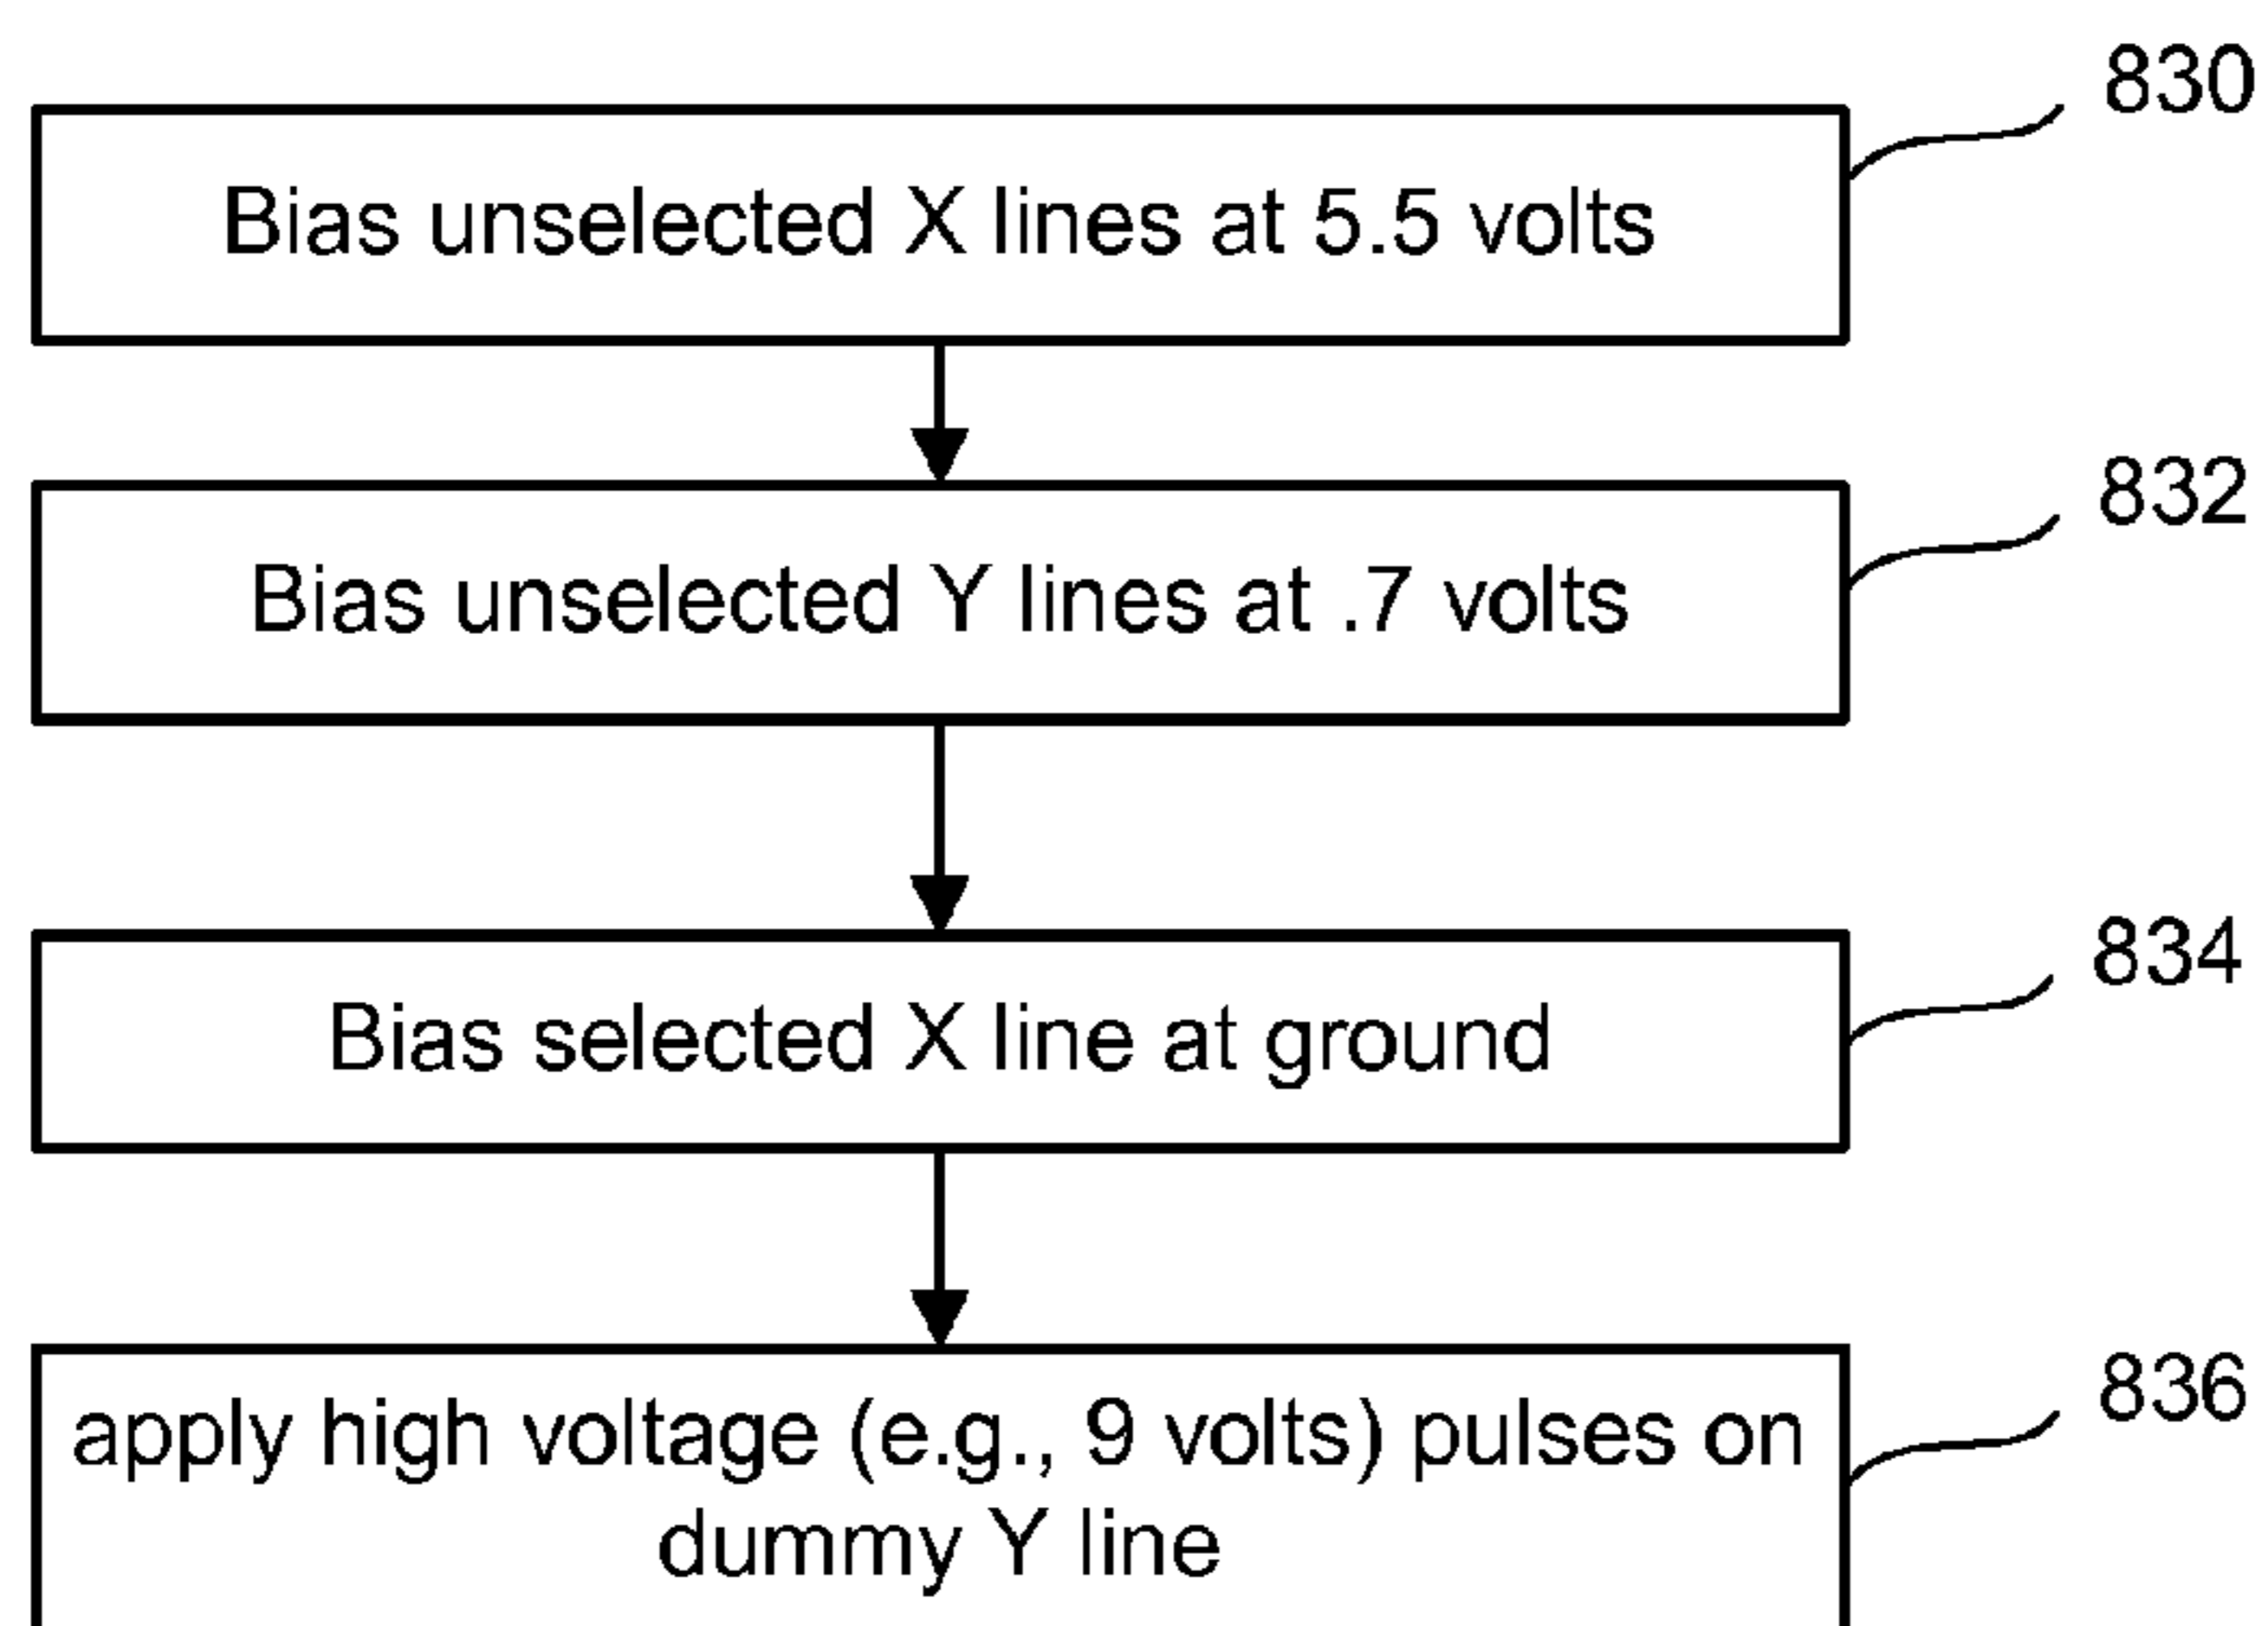 830
Bias unselected X lines at 5.5 volts
832
Bias unselected Y lines at .7 volts
834
Bias selected X line at ground
836
apply high voltage (e.g., 9 volts) pulses on
dummy Y line